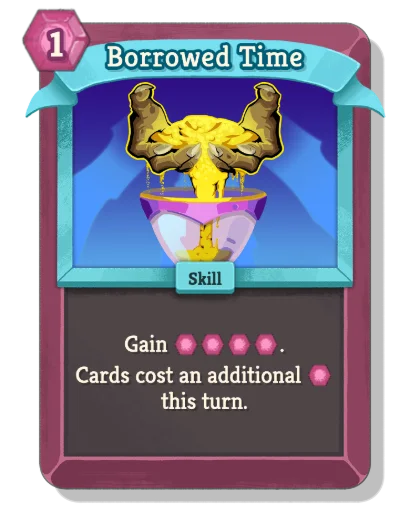 1
Borrowed Time
Skill
Gain .
Cards cost an additional
this turn.